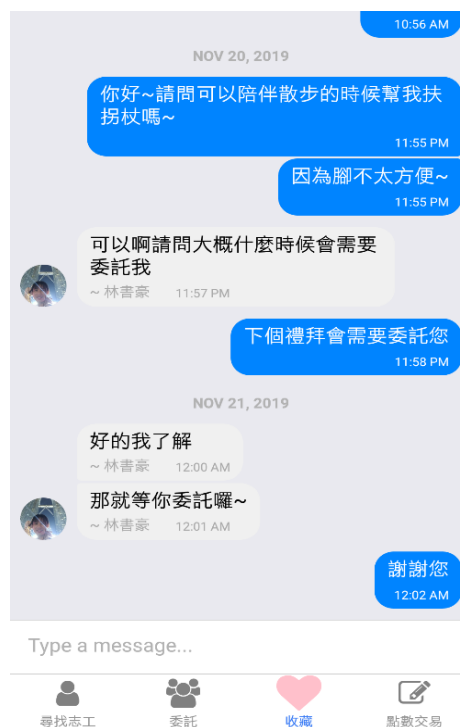 10:56 AM
NOV 20, 2019
你好~請問可以陪伴散步的時候幫我扶
拐杖嗎~
11:55 PM
因為腳不太方便~
11:55 PM
可以啊請問大概什麼時候會需要
委託我
~ 林書豪 11:57 PM
下個禮拜會需要委託您
11:58 PM
NOV 21, 2019
好的我了解
~ 林書豪 12:00 AM
那就等你委託囉~
~ 林書豪 12:01 AM
謝謝您
12:02 AM
Type a message...
尋找志工 委託 收藏 點數交易